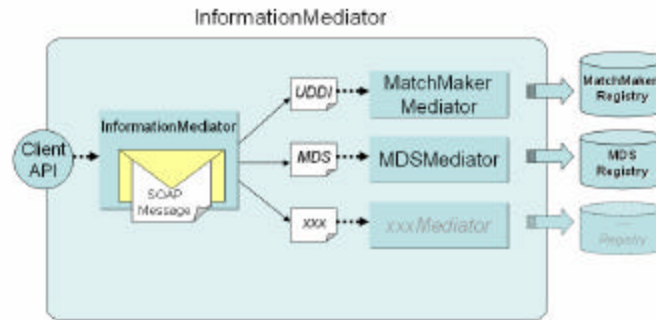 InformationMediator
Client
API
InformationMediator
SOAP
Message
UDDI
MatchMaker
Mediator
MatchMaker
Registry
MDS
MDSMediator
MDS
Registry
xxx
xxxMediator
Registry